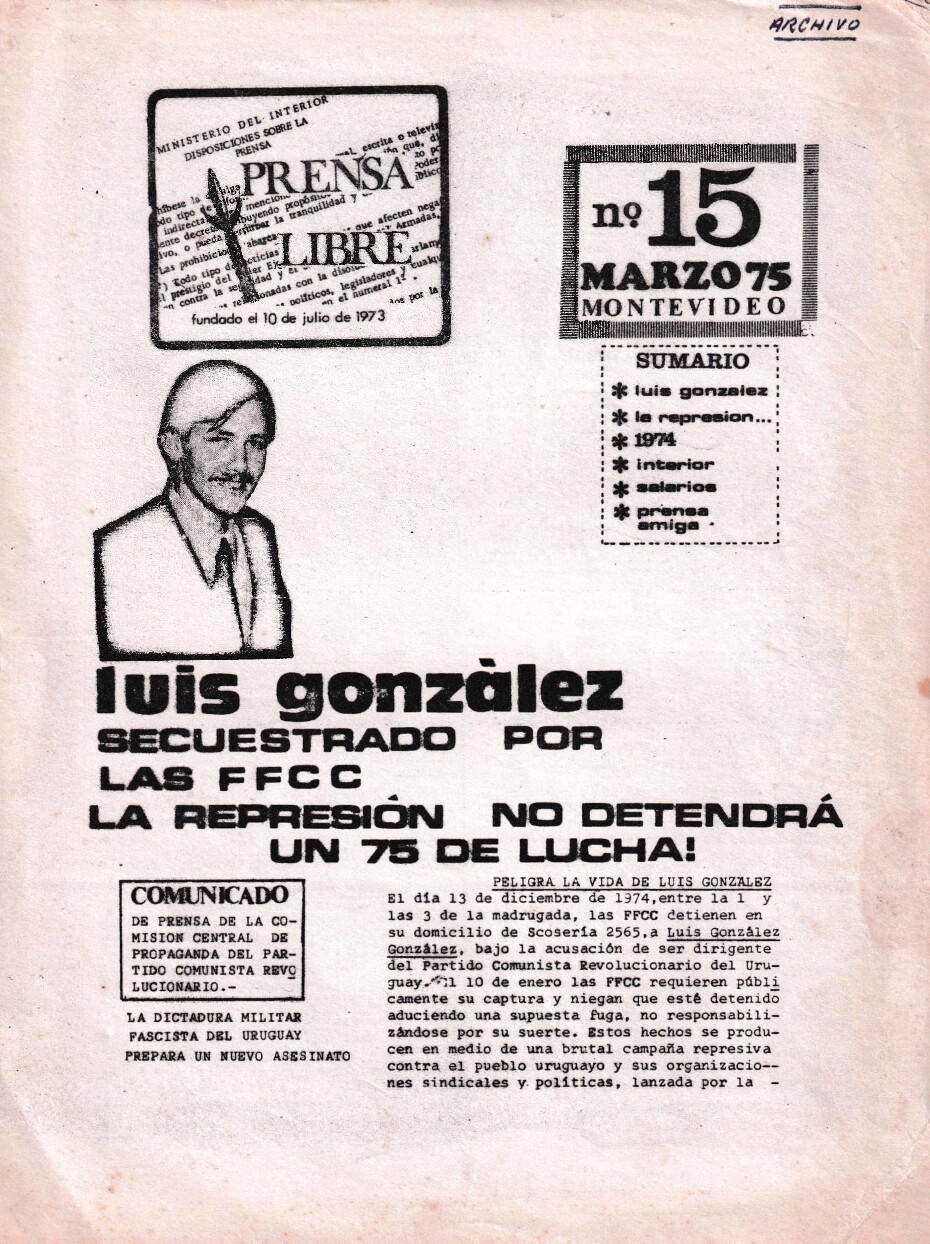 ARCHIVO
MINISTERIO DEL INTERIOR
DISPOSICIONES SOBRE LA
PRENSA
PRENSA
LIBRE
fundado el 10 de julio de 1973
nº 15
MARZO 75
MONTEVIDEO
SUMARIO
* luis gonzalez
* la represion...
* 1974
* interior
* salarios
* prensa
amiga
luis gonzàlez
SECUESTRADO POR
LAS FFCC
LA REPRESIÓN NO DETENDRÁ
UN 75 DE LUCHA!
COMUNICADO
DE PRENSA DE LA CO-
MISION CENTRAL DE
PROPAGANDA DEL PAR-
TIDO COMUNISTA REVO
LUCIONARIO.-
LA DICTADURA MILITAR
FASCISTA DEL URUGUAY
PREPARA UN NUEVO ASESINATO
PELIGRA LA VIDA DE LUIS GONZALEZ
El día 13 de diciembre de 1974,entre la 1 y
las 3 de la madrugada, las FFCC detienen en
su domicilio de Scosería 2565,a Luis González
González, bajo la acusación de ser dirigente
del Partido Comunista Revolucionario del Uru-
guay. El 10 de enero las FFCC requieren públi
camente su captura y niegan que esté detenido
aduciendo una supuesta fuga, no responsabili-
zándose por su suerte. Estos hechos se produ-
cen en medio de una brutal campaña represiva
contra el pueblo uruguayo y sus organizacio--
nes sindicales y políticas, lanzada por la -